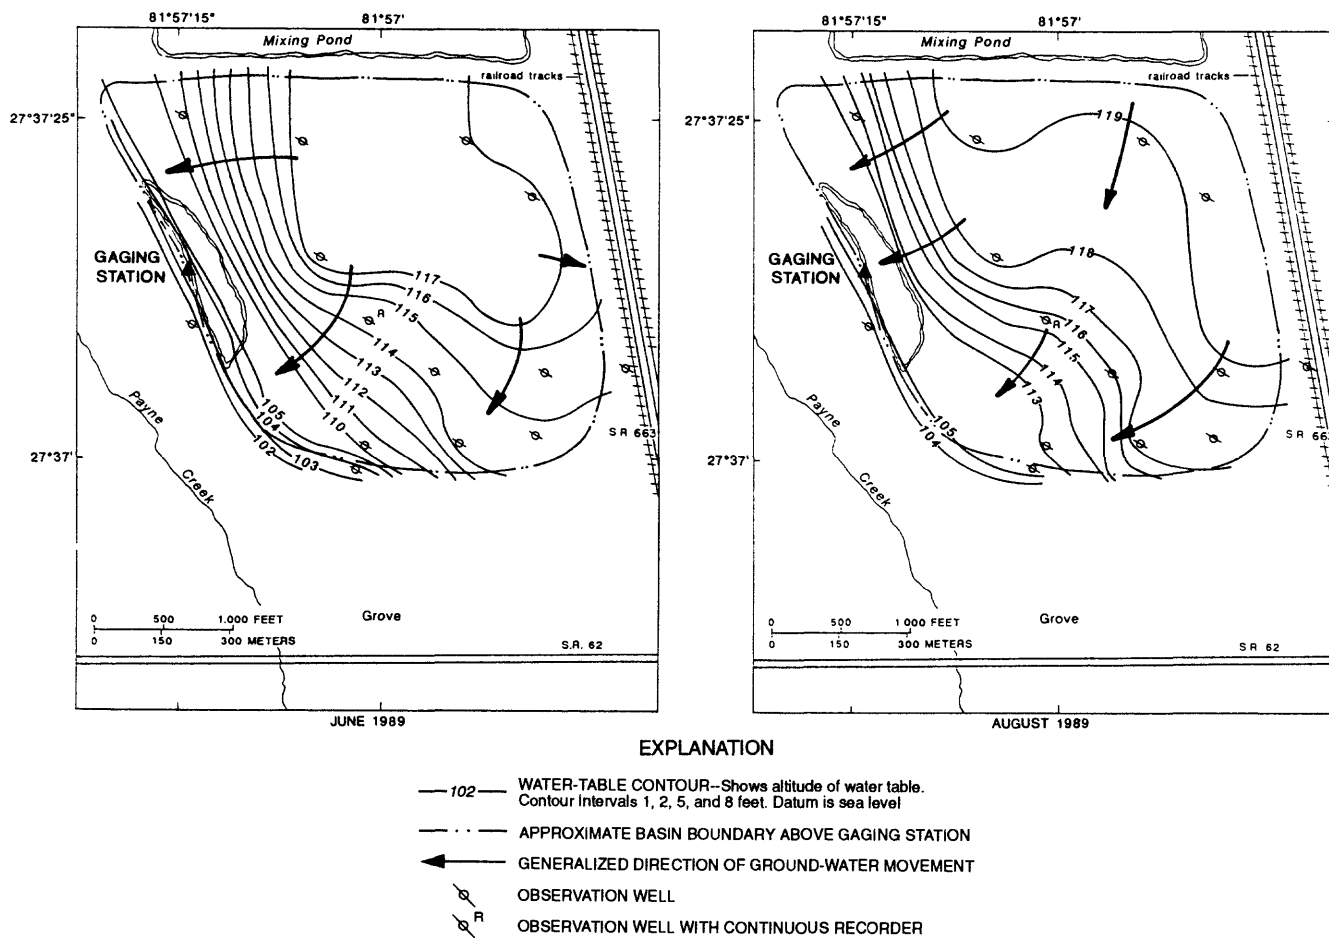 81°57'15"
81°57'
Mixing Pond
railroad tracks
27°37'25"
GAGING
STATION
117
116
115
R
114
113
112
111
110
105
104
103
102
Payne
Creek
27°37'
S R 663
0 500 1,000 FEET
0 150 300 METERS
Grove
S.R. 62
JUNE 1989
81°57'15"
81°57'
Mixing Pond
railroad tracks
27°37'25"
119
118
GAGING
STATION
117
R
116
115
114
113
105
104
Payne
Creek
27°37'
S R 66
0 500 1 000 FEET
0 150 300 METERS
Grove
S R 62
AUGUST 1989
EXPLANATION
102 WATER-TABLE CONTOUR--Shows altitude of water table.
Contour Intervals 1, 2, 5, and 8 feet. Datum is sea level
APPROXIMATE BASIN BOUNDARY ABOVE GAGING STATION
GENERALIZED DIRECTION OF GROUND-WATER MOVEMENT
OBSERVATION WELL
R OBSERVATION WELL WITH CONTINUOUS RECORDER